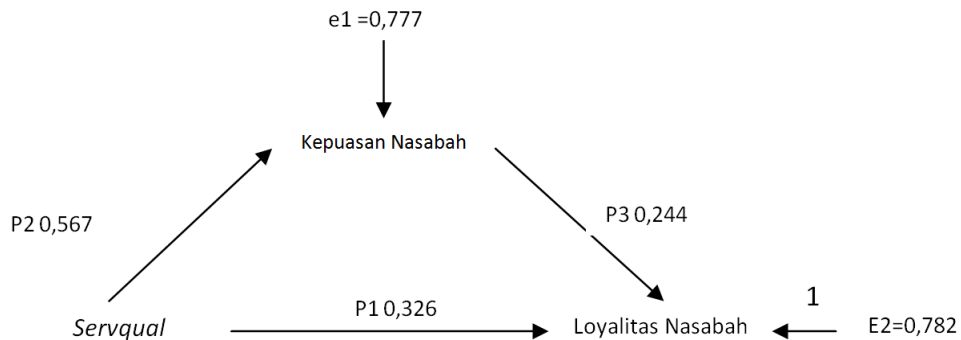 e1 =0,777
Kepuasan Nasabah
P2 0,567
P3 0,244
P1 0,326
1
Servqual
Loyalitas Nasabah
E2=0,782